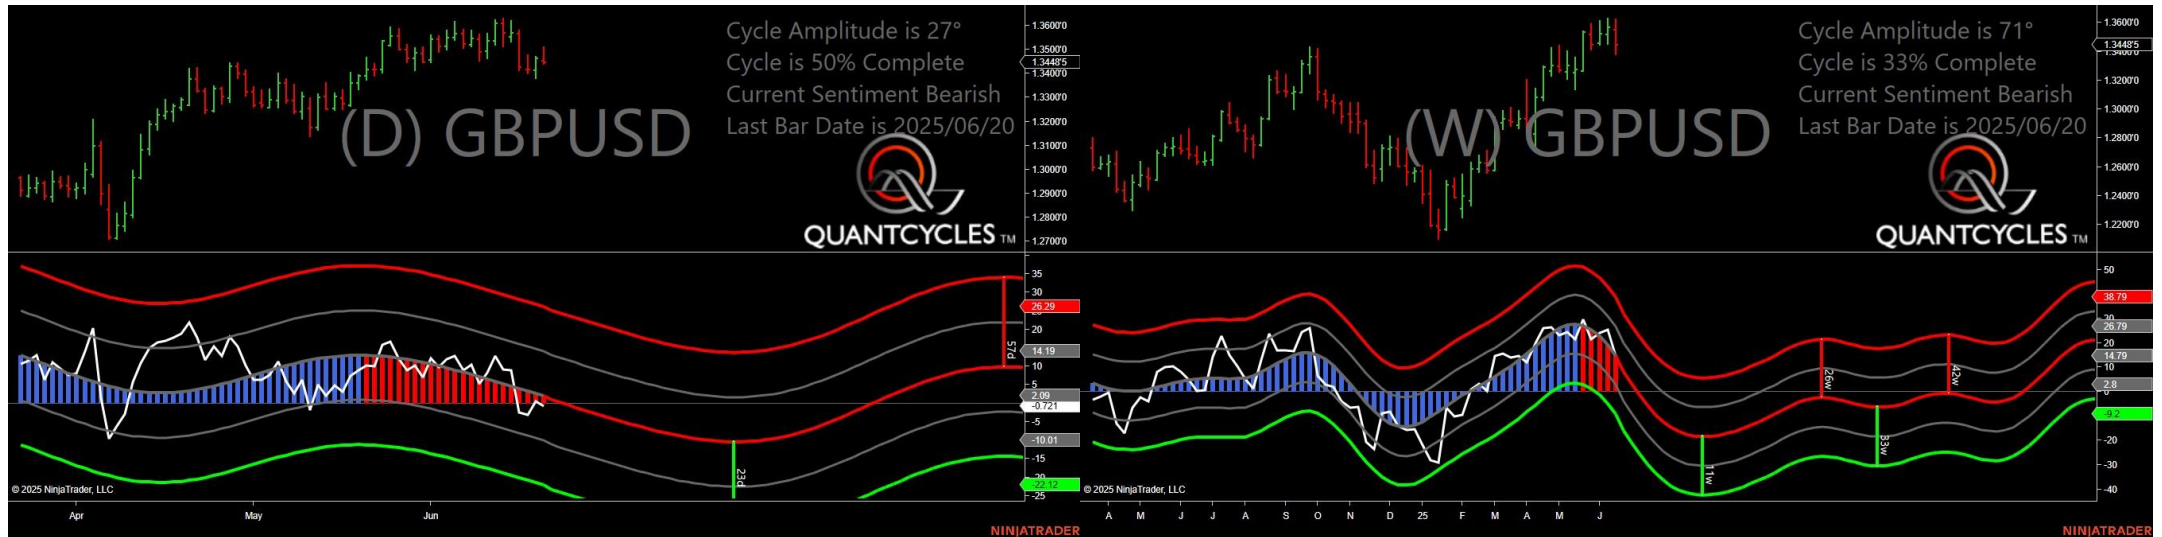 Cycle Amplitude is 27°
Cycle is 50% Complete
Current Sentiment Bearish
Last Bar Date is 2025/06/20
(D) GBPUSD
QUANTCYCLES TM
1.3600'0
1.3500'0
1.3448'5
1.3400'0
1.3300'0
1.3200'0
1.3100'0
1.3000'0
1.2900'0
1.2800'0
1.2700'0
35
30
26.29
20
14.19
10
5
2.09
-0.721
-5
-10.01
-15
-22.12
-25
57d
23d
© 2025 NinjaTrader, LLC
Apr
May
Jun
NINJATRADER
Cycle Amplitude is 71°
Cycle is 33% Complete
Current Sentiment Bearish
Last Bar Date is 2025/06/20
(W) GBPUSD
QUANTCYCLES TM
1.3600'0
1.3448'5
1.3200'0
1.3000'0
1.2800'0
1.2600'0
1.2400'0
1.2200'0
50
38.79
26.79
20
14.79
10
2.8
0
-9.2
-20
-30
-40
26w
42w
11w
33w
© 2025 NinjaTrader, LLC
A M J J A S O N D 25 F M A M J
NINJATRADER